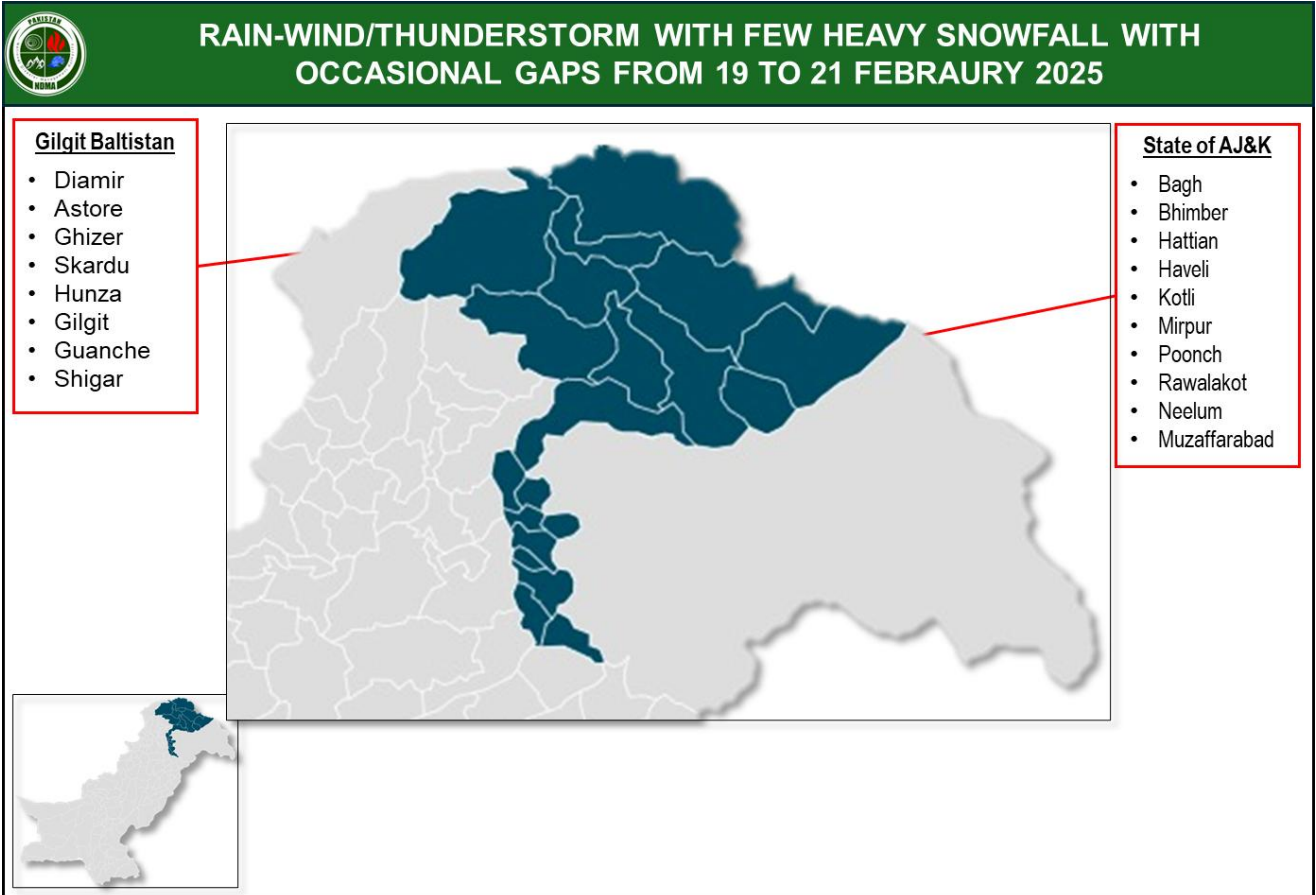 PAKISTAN
NDMA
RAIN-WIND/THUNDERSTORM WITH FEW HEAVY SNOWFALL WITH
OCCASIONAL GAPS FROM 19 TO 21 FEBRAURY 2025
Gilgit Baltistan
• Diamir
• Astore
• Ghizer
• Skardu
• Hunza
• Gilgit
• Guanche
• Shigar
State of AJ&K
• Bagh
• Bhimber
• Hattian
• Haveli
• Kotli
• Mirpur
• Poonch
• Rawalakot
• Neelum
• Muzaffarabad